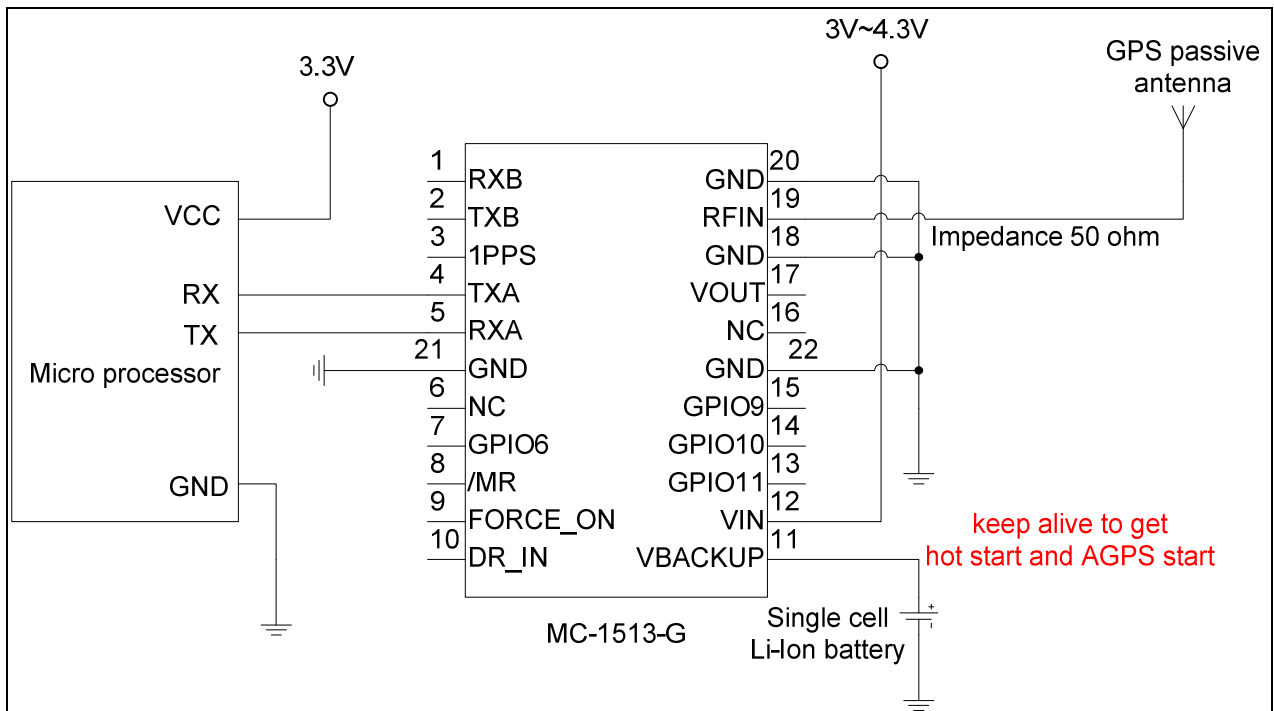 3V~4.3V
GPS passive
antenna
3.3V
VCC
RX
TX
Micro processor
GND
1
RXB
2
TXB
3
1PPS
4
TXA
5
RXA
21
GND
6
NC
7
GPIO6
8
/MR
9
FORCE_ON
10
DR_IN
20
GND
19
RFIN
18
GND
17
VOUT
16
NC
22
GND
15
GPIO9
14
GPIO10
13
GPIO11
12
VIN
11
VBACKUP
Impedance 50 ohm
keep alive to get
hot start and AGPS start
+
-
Single cell
Li-Ion battery
MC-1513-G